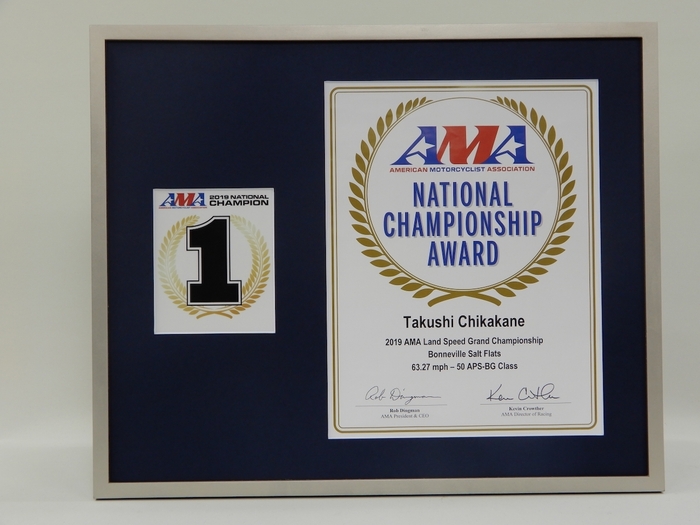 AMA
2019 NATIONAL
CHAMPION
1
AMA
AMERICAN MOTORCYCLIST ASSOCIATION
NATIONAL
CHAMPIONSHIP
AWARD
Takushi Chikakane
2019 AMA Land Speed Grand Championship
Bonneville Salt Flats
63.27 mph – 50 APS-BG Class
Rob Dingman
Rob Dingman
AMA President & CEO
Kevin Crowther
AMA Director of Racing